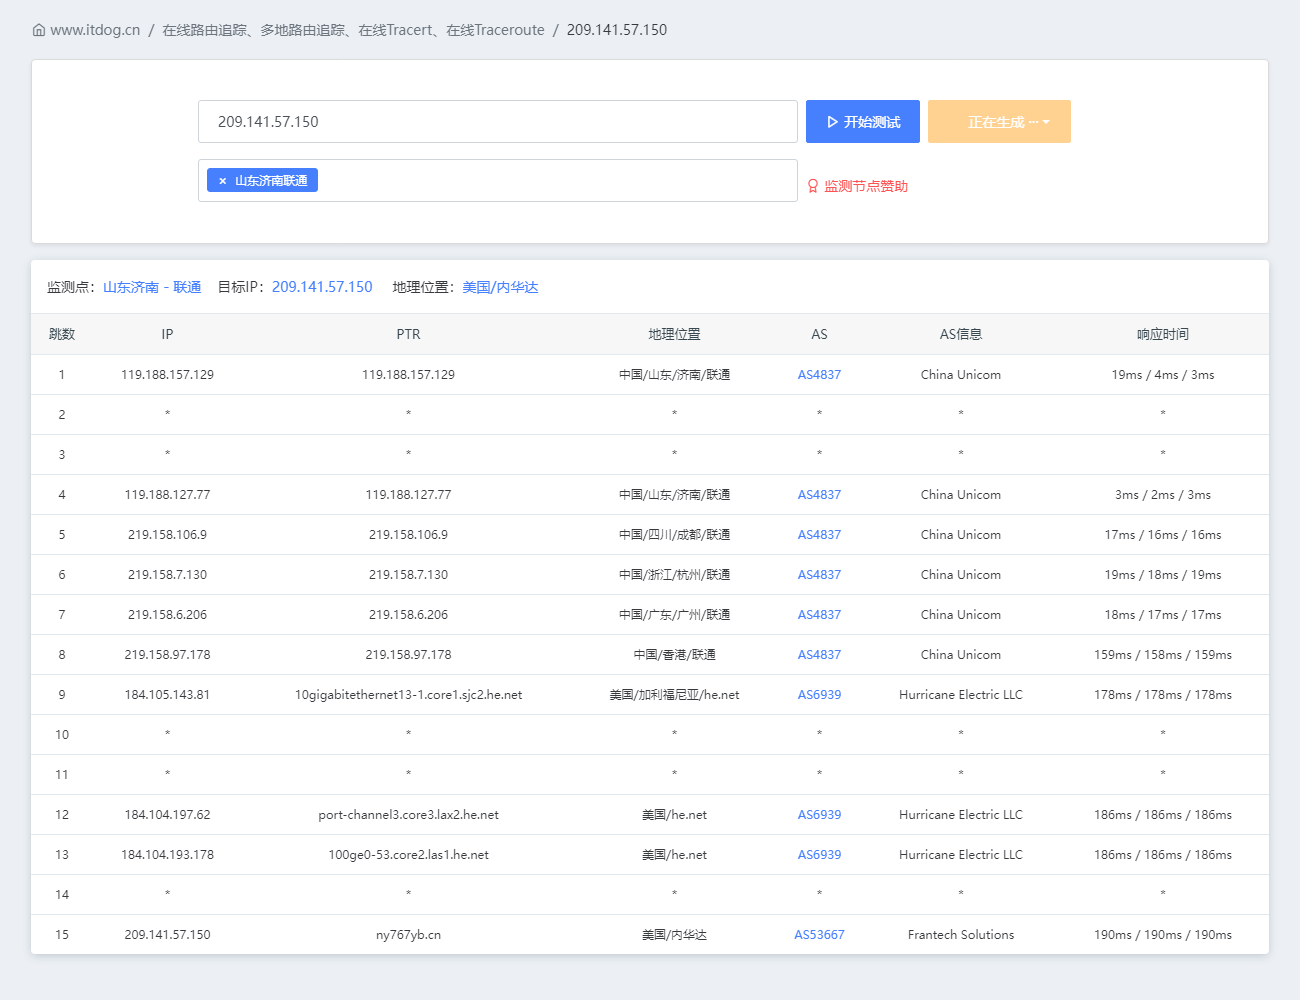 www.itdog.cn / 在线路由追踪、多地路由追踪、在线Tracert、在线Traceroute / 209.141.57.150
209.141.57.150 开始测试 正在生成 ···
× 山东济南联通 监测节点赞助
监测点：山东济南 - 联通 目标IP：209.141.57.150 地理位置：美国/内华达
跳数 IP PTR 地理位置 AS AS信息 响应时间
1 119.188.157.129 119.188.157.129 中国/山东/济南/联通 AS4837 China Unicom 19ms / 4ms / 3ms
2 * * * * * *
3 * * * * * *
4 119.188.127.77 119.188.127.77 中国/山东/济南/联通 AS4837 China Unicom 3ms / 2ms / 3ms
5 219.158.106.9 219.158.106.9 中国/四川/成都/联通 AS4837 China Unicom 17ms / 16ms / 16ms
6 219.158.7.130 219.158.7.130 中国/浙江/杭州/联通 AS4837 China Unicom 19ms / 18ms / 19ms
7 219.158.6.206 219.158.6.206 中国/广东/广州/联通 AS4837 China Unicom 18ms / 17ms / 17ms
8 219.158.97.178 219.158.97.178 中国/香港/联通 AS4837 China Unicom 159ms / 158ms / 159ms
9 184.105.143.81 10gigabitethernet13-1.core1.sjc2.he.net 美国/加利福尼亚/he.net AS6939 Hurricane Electric LLC 178ms / 178ms / 178ms
10 * * * * * *
11 * * * * * *
12 184.104.197.62 port-channel3.core3.lax2.he.net 美国/he.net AS6939 Hurricane Electric LLC 186ms / 186ms / 186ms
13 184.104.193.178 100ge0-53.core2.las1.he.net 美国/he.net AS6939 Hurricane Electric LLC 186ms / 186ms / 186ms
14 * * * * * *
15 209.141.57.150 ny767yb.cn 美国/内华达 AS53667 Frantech Solutions 190ms / 190ms / 190ms